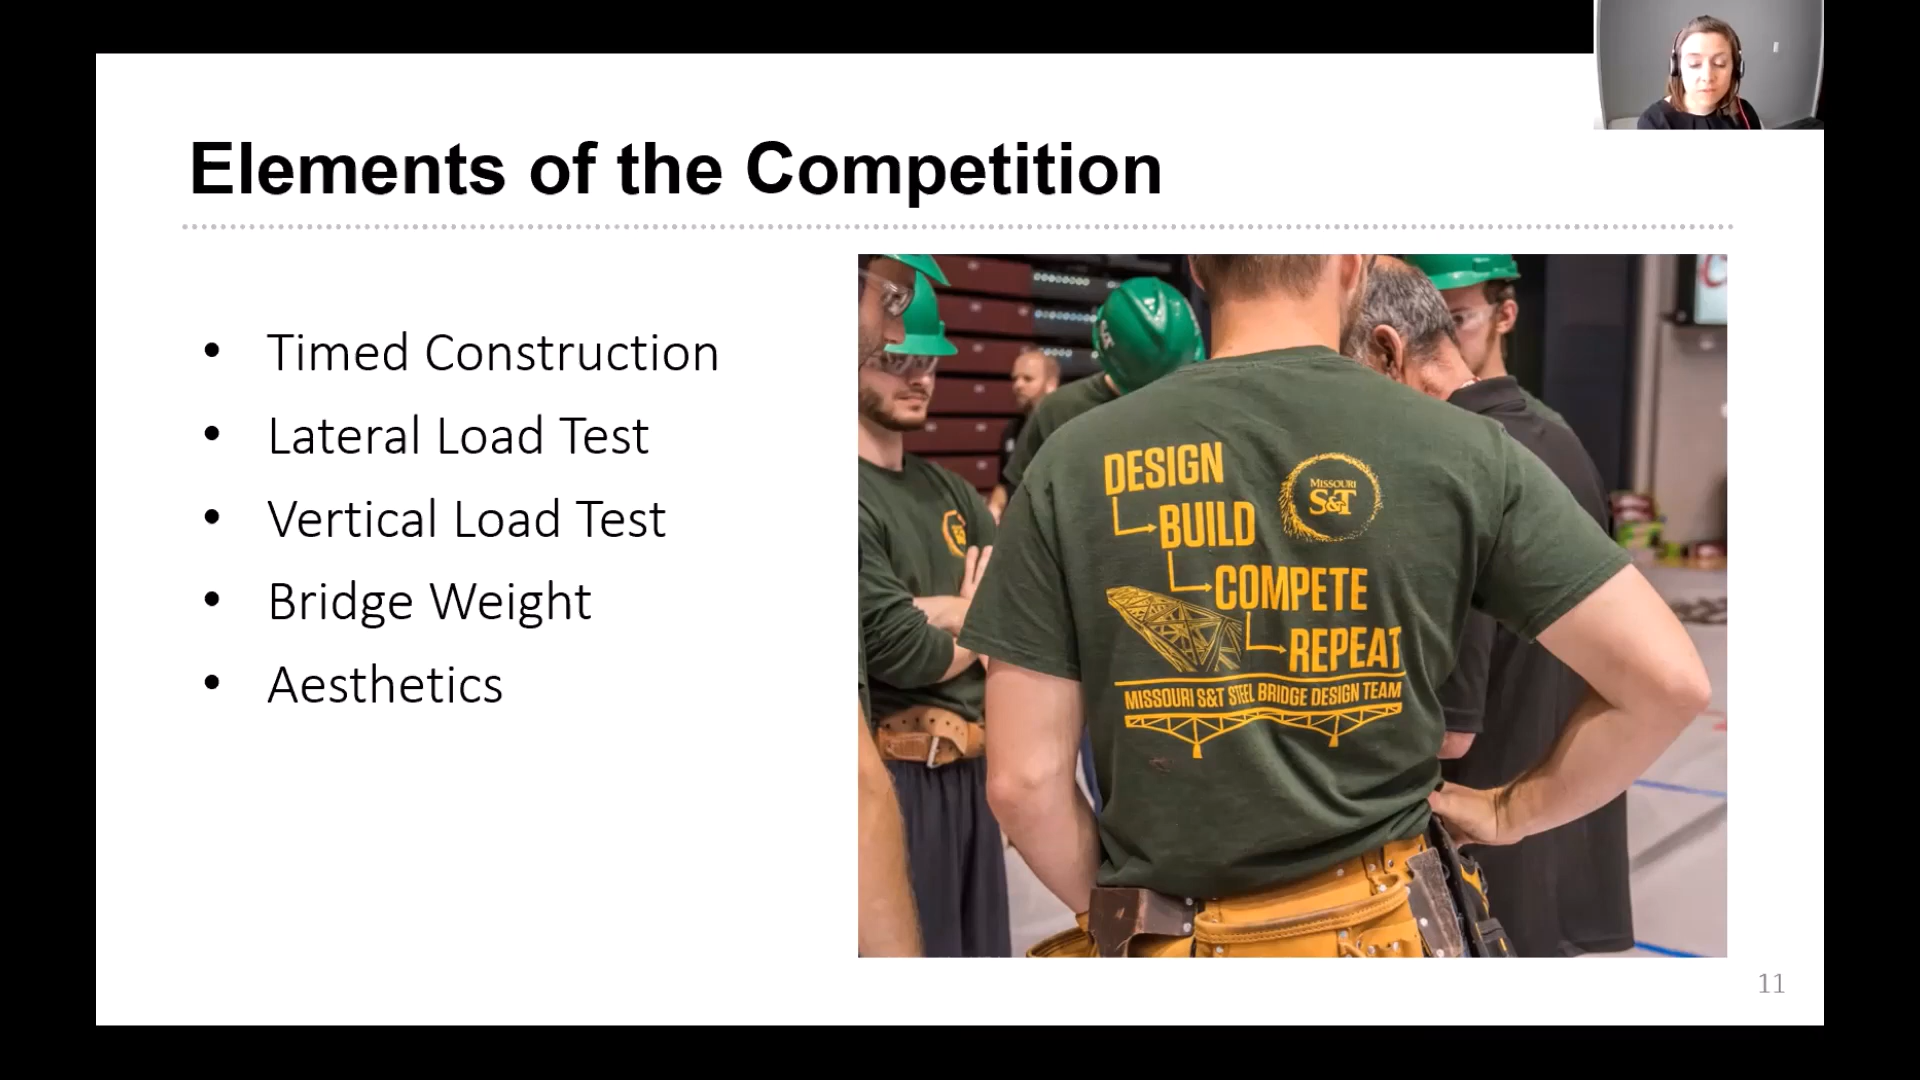 Elements of the Competition
• Timed Construction
• Lateral Load Test
• Vertical Load Test
• Bridge Weight
• Aesthetics
DESIGN
BUILD
COMPETE
REPEAT
MISSOURI
S&T
MISSOURI S&T STEEL BRIDGE DESIGN TEAM
11